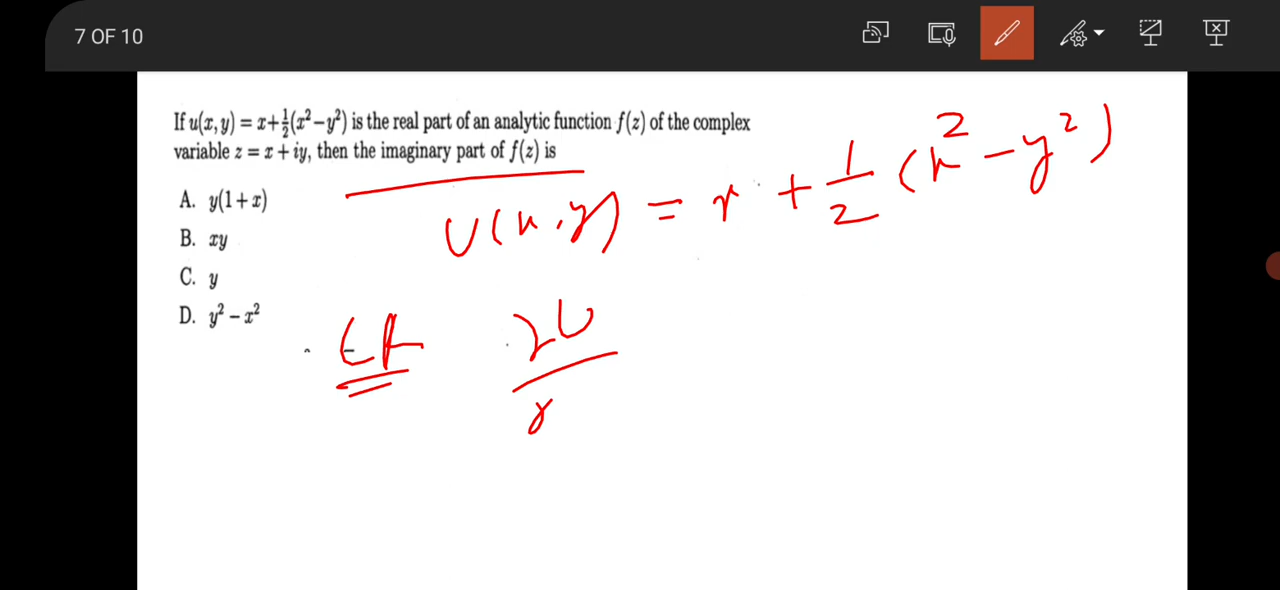 7 OF 10
If u(x, y) = x+½(x²−y²) is the real part of an analytic function f(z) of the complex
variable z = x + iy, then the imaginary part of f(z) is
A. y(1+x)
B. xy
C. y
D. y² − x²
U(x,y) = x + 1/2 (x² − y²)
CR